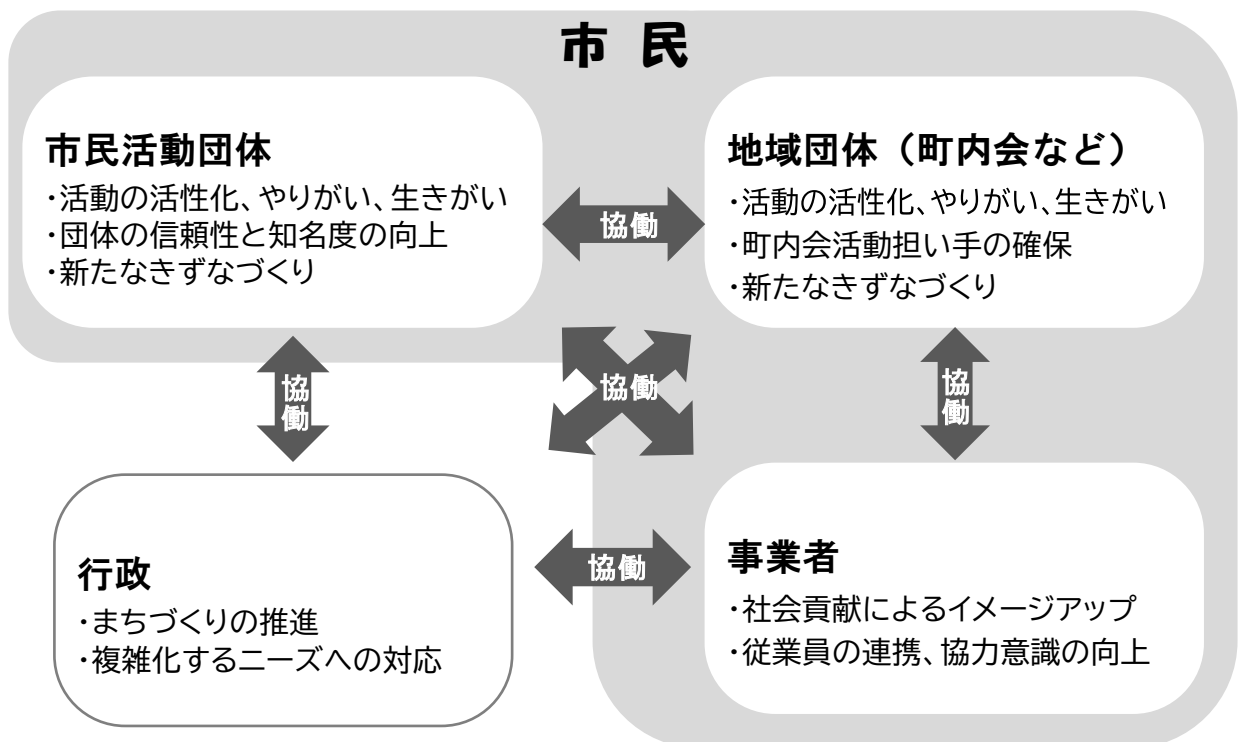 市 民
市民活動団体
・活動の活性化、やりがい、生きがい
・団体の信頼性と知名度の向上
・新たなきずなづくり
協働
地域団体（町内会など）
・活動の活性化、やりがい、生きがい
・町内会活動担い手の確保
・新たなきずなづくり
協働
協働
協働
行政
・まちづくりの推進
・複雑化するニーズへの対応
協働
事業者
・社会貢献によるイメージアップ
・従業員の連携、協力意識の向上